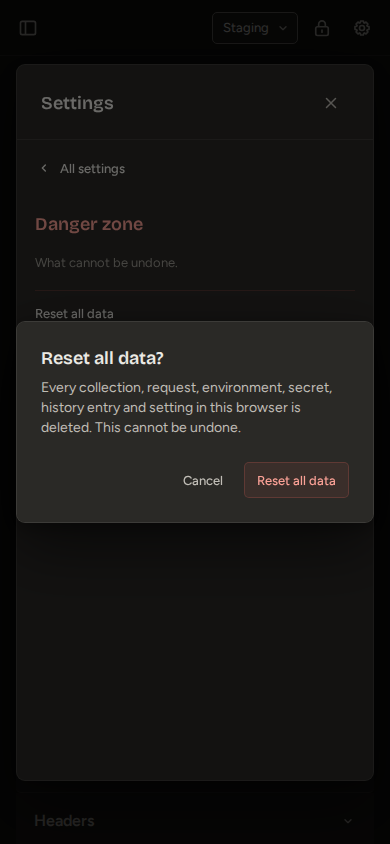 Staging
Settings
All settings
Danger zone
What cannot be undone.
Reset all data
Reset all data?
Every collection, request, environment, secret,
history entry and setting in this browser is
deleted. This cannot be undone.
Cancel
Reset all data
Headers